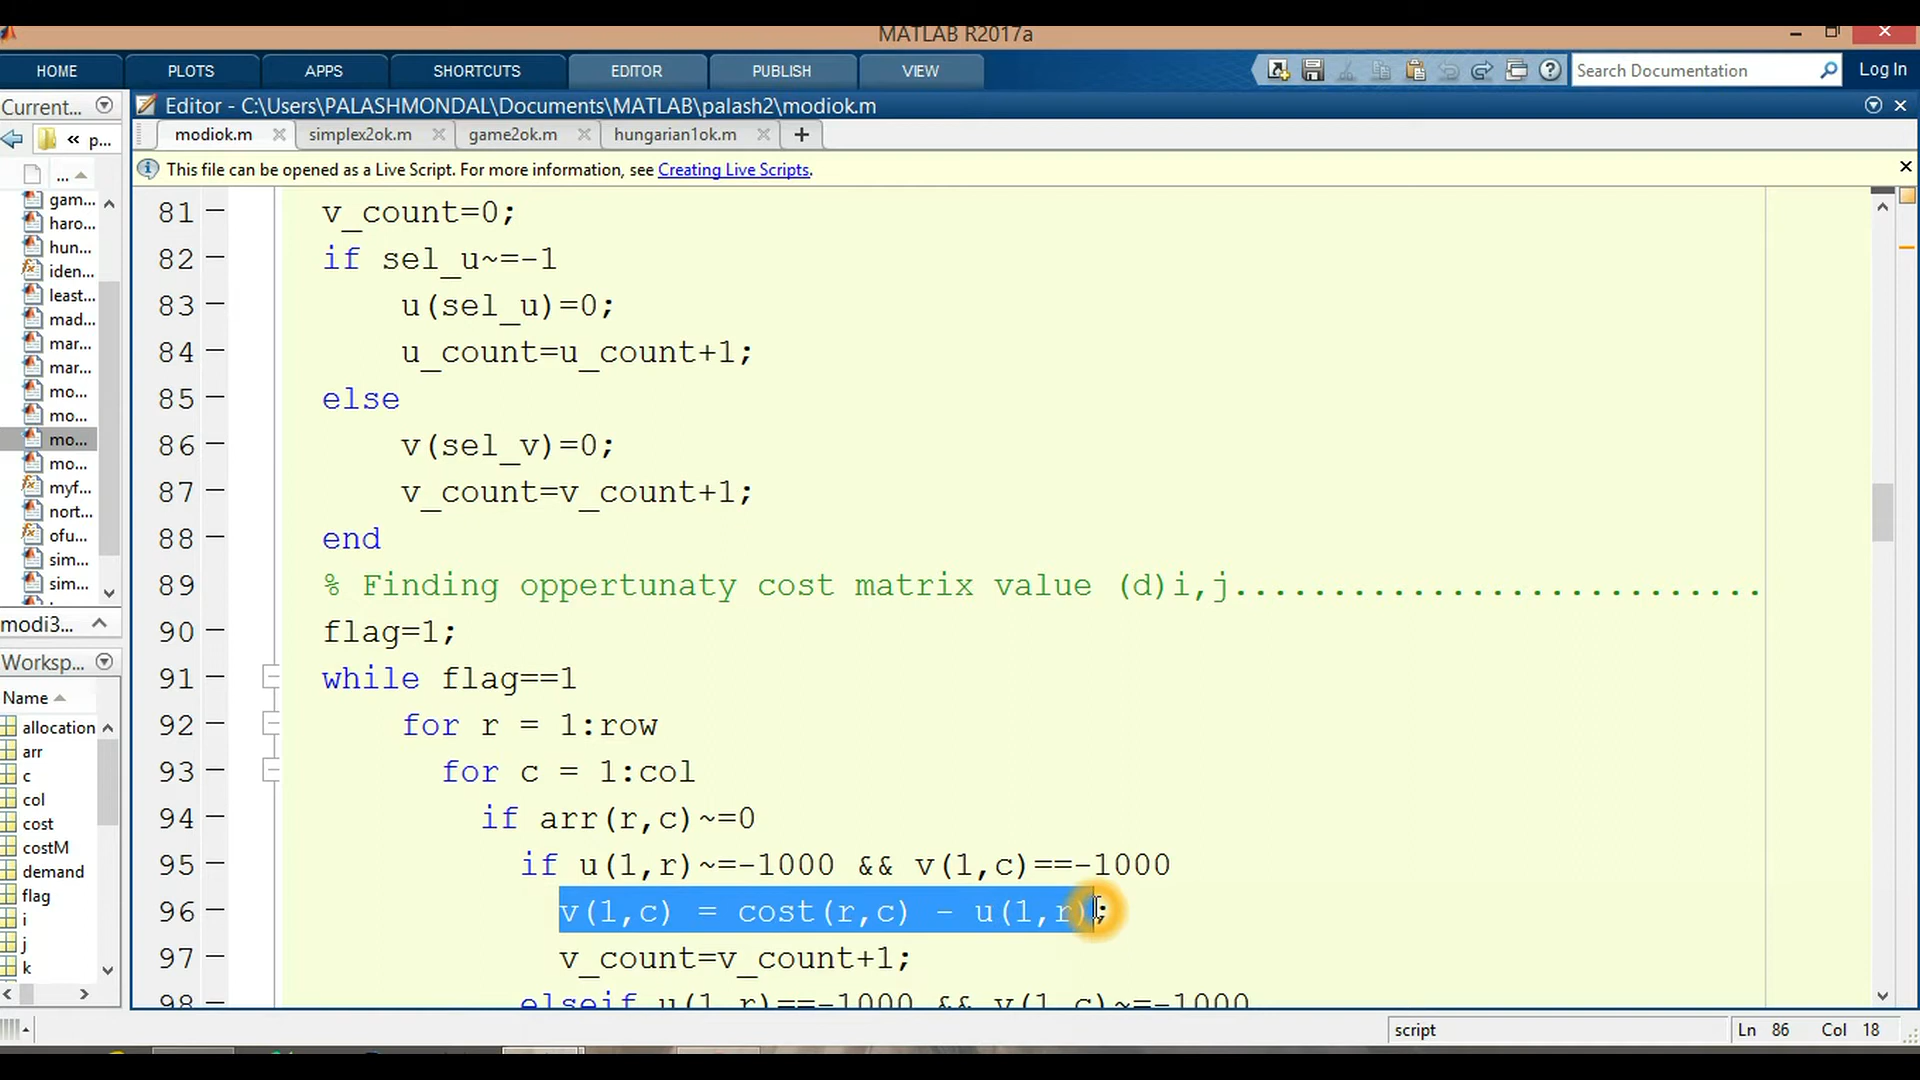 MATLAB R2017a
HOME PLOTS APPS SHORTCUTS EDITOR PUBLISH VIEW Search Documentation Log In
Current... Editor - C:\Users\PALASHMONDAL\Documents\MATLAB\palash2\modiok.m
« p... modiok.m simplex2ok.m game2ok.m hungarian1ok.m +
... This file can be opened as a Live Script. For more information, see Creating Live Scripts.
gam...
haro...
hun...
iden...
least...
mad...
mar...
mar...
mo...
mo...
mo...
mo...
myf...
nort...
ofu...
sim...
sim...
modi3...
Worksp...
Name
allocation
arr
c
col
cost
costM
demand
flag
i
j
k
81 v_count=0;
82 if sel_u~=-1
83 u(sel_u)=0;
84 u_count=u_count+1;
85 else
86 v(sel_v)=0;
87 v_count=v_count+1;
88 end
89 % Finding oppertunaty cost matrix value (d)i,j...........................
90 flag=1;
91 while flag==1
92 for r = 1:row
93 for c = 1:col
94 if arr(r,c)~=0
95 if u(1,r)~=-1000 && v(1,c)==-1000
96 v(1,c) = cost(r,c) - u(1,r);
97 v_count=v_count+1;
98 elseif u(1,r)==-1000 && v(1,c)~=-1000
script Ln 86 Col 18